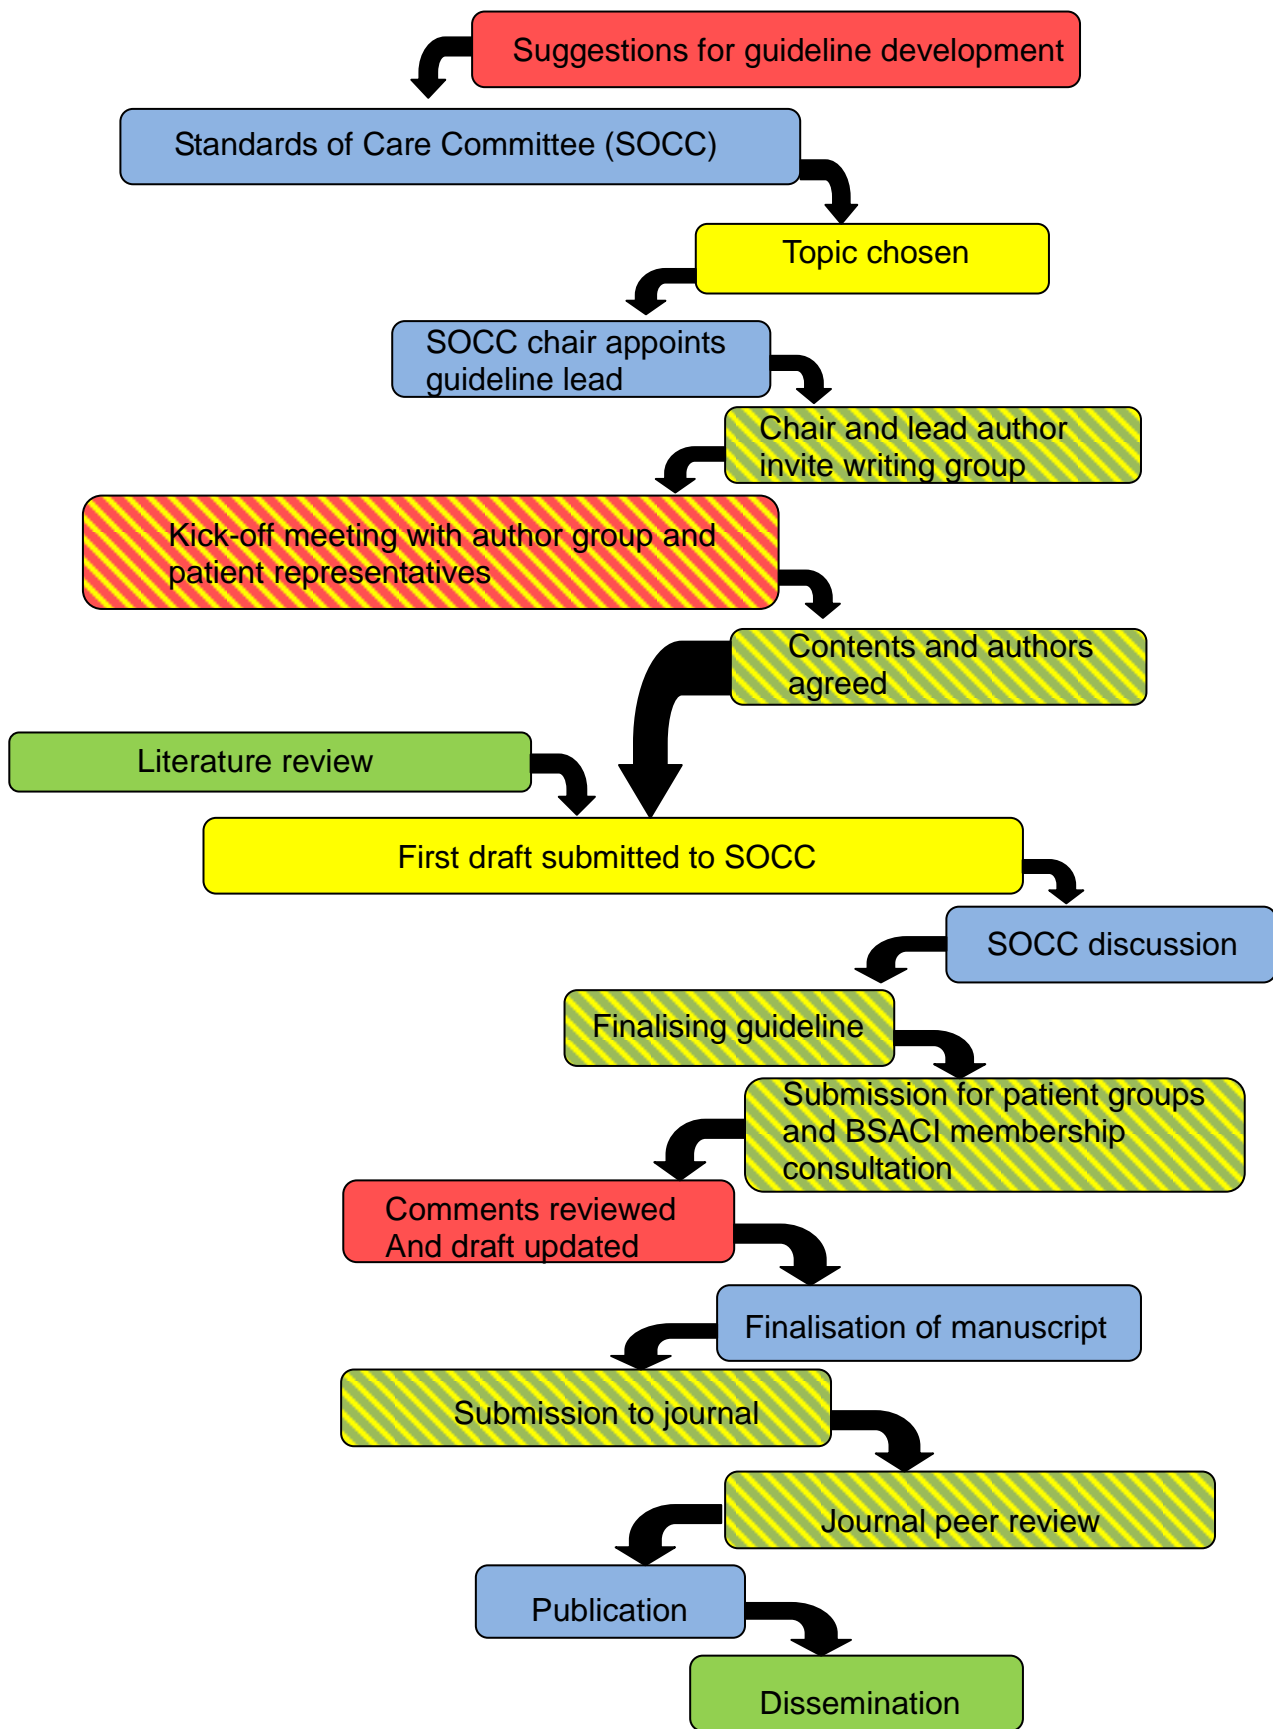 Suggestions for guideline development
Standards of Care Committee (SOCC)
Topic chosen
SOCC chair appoints
guideline lead
Chair and lead author
invite writing group
Kick-off meeting with author group and
patient representatives
Contents and authors
agreed
Literature review
First draft submitted to SOCC
SOCC discussion
Finalising guideline
Submission for patient groups
and BSACI membership
consultation
Comments reviewed
And draft updated
Finalisation of manuscript
Submission to journal
Journal peer review
Publication
Dissemination